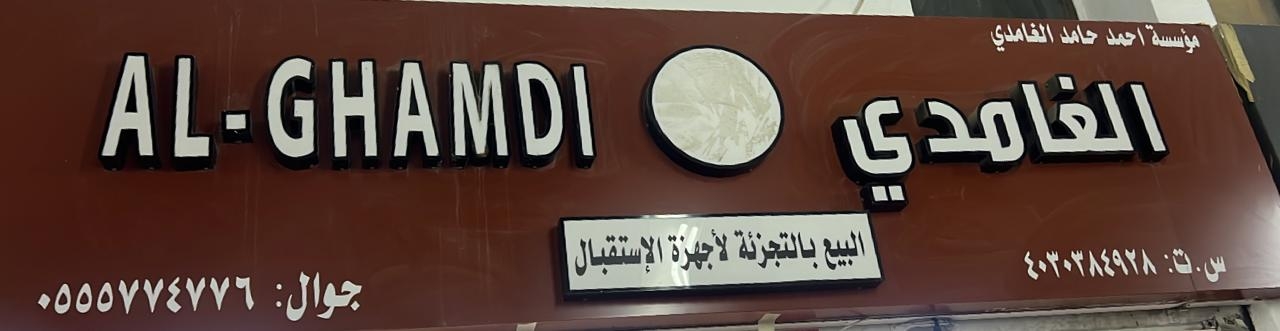 مؤسسة احمد حامد الغامدي
الغامدي
AL-GHAMDI
البيع بالتجزئة لأجهزة الإستقبال
س.ت: ٤٠٣٠٣٨٤٩٢٨
جوال: ٠٥٥٥٧٧٤٧٧٦